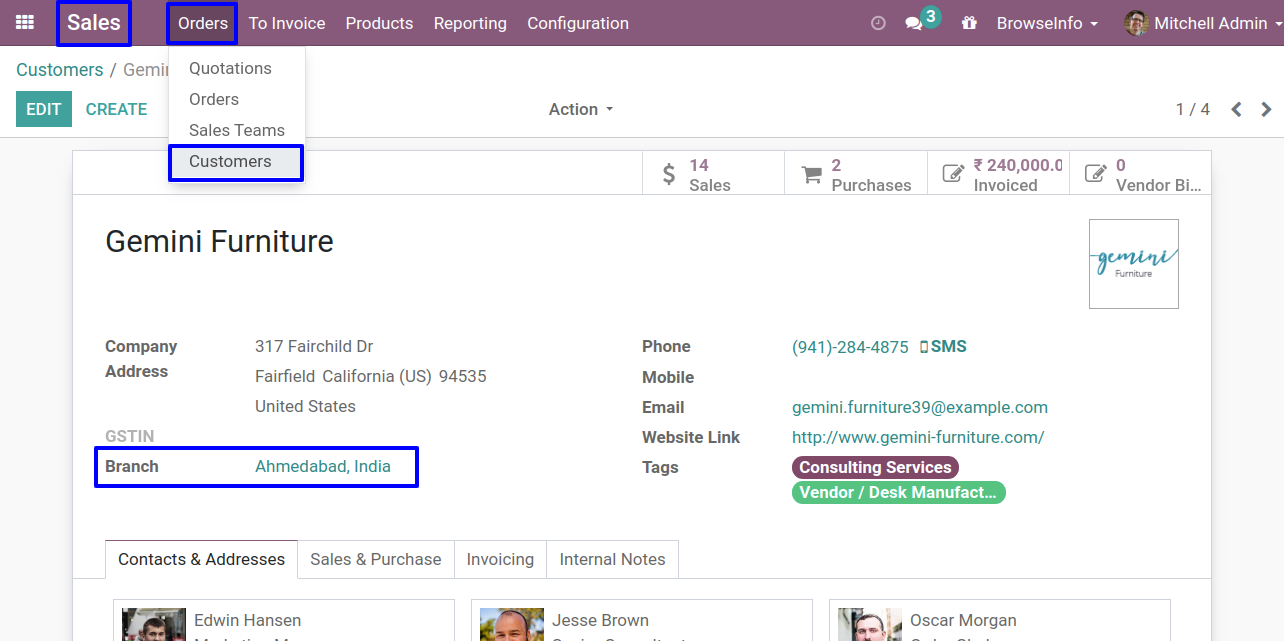 Sales Orders To Invoice Products Reporting Configuration 3 BrowseInfo Mitchell Admin
Customers / Gemi
Quotations
Orders
Sales Teams
Customers
EDIT CREATE Action 1 / 4
14 Sales
2 Purchases
₹ 240,000.0 Invoiced
0 Vendor Bi...
Gemini Furniture
gemini
Furniture
Company Address
317 Fairchild Dr
Fairfield California (US) 94535
United States
GSTIN
Branch Ahmedabad, India
Phone (941)-284-4875 SMS
Mobile
Email gemini.furniture39@example.com
Website Link http://www.gemini-furniture.com/
Tags Consulting Services
Vendor / Desk Manufact...
Contacts & Addresses Sales & Purchase Invoicing Internal Notes
Edwin Hansen Jesse Brown Oscar Morgan